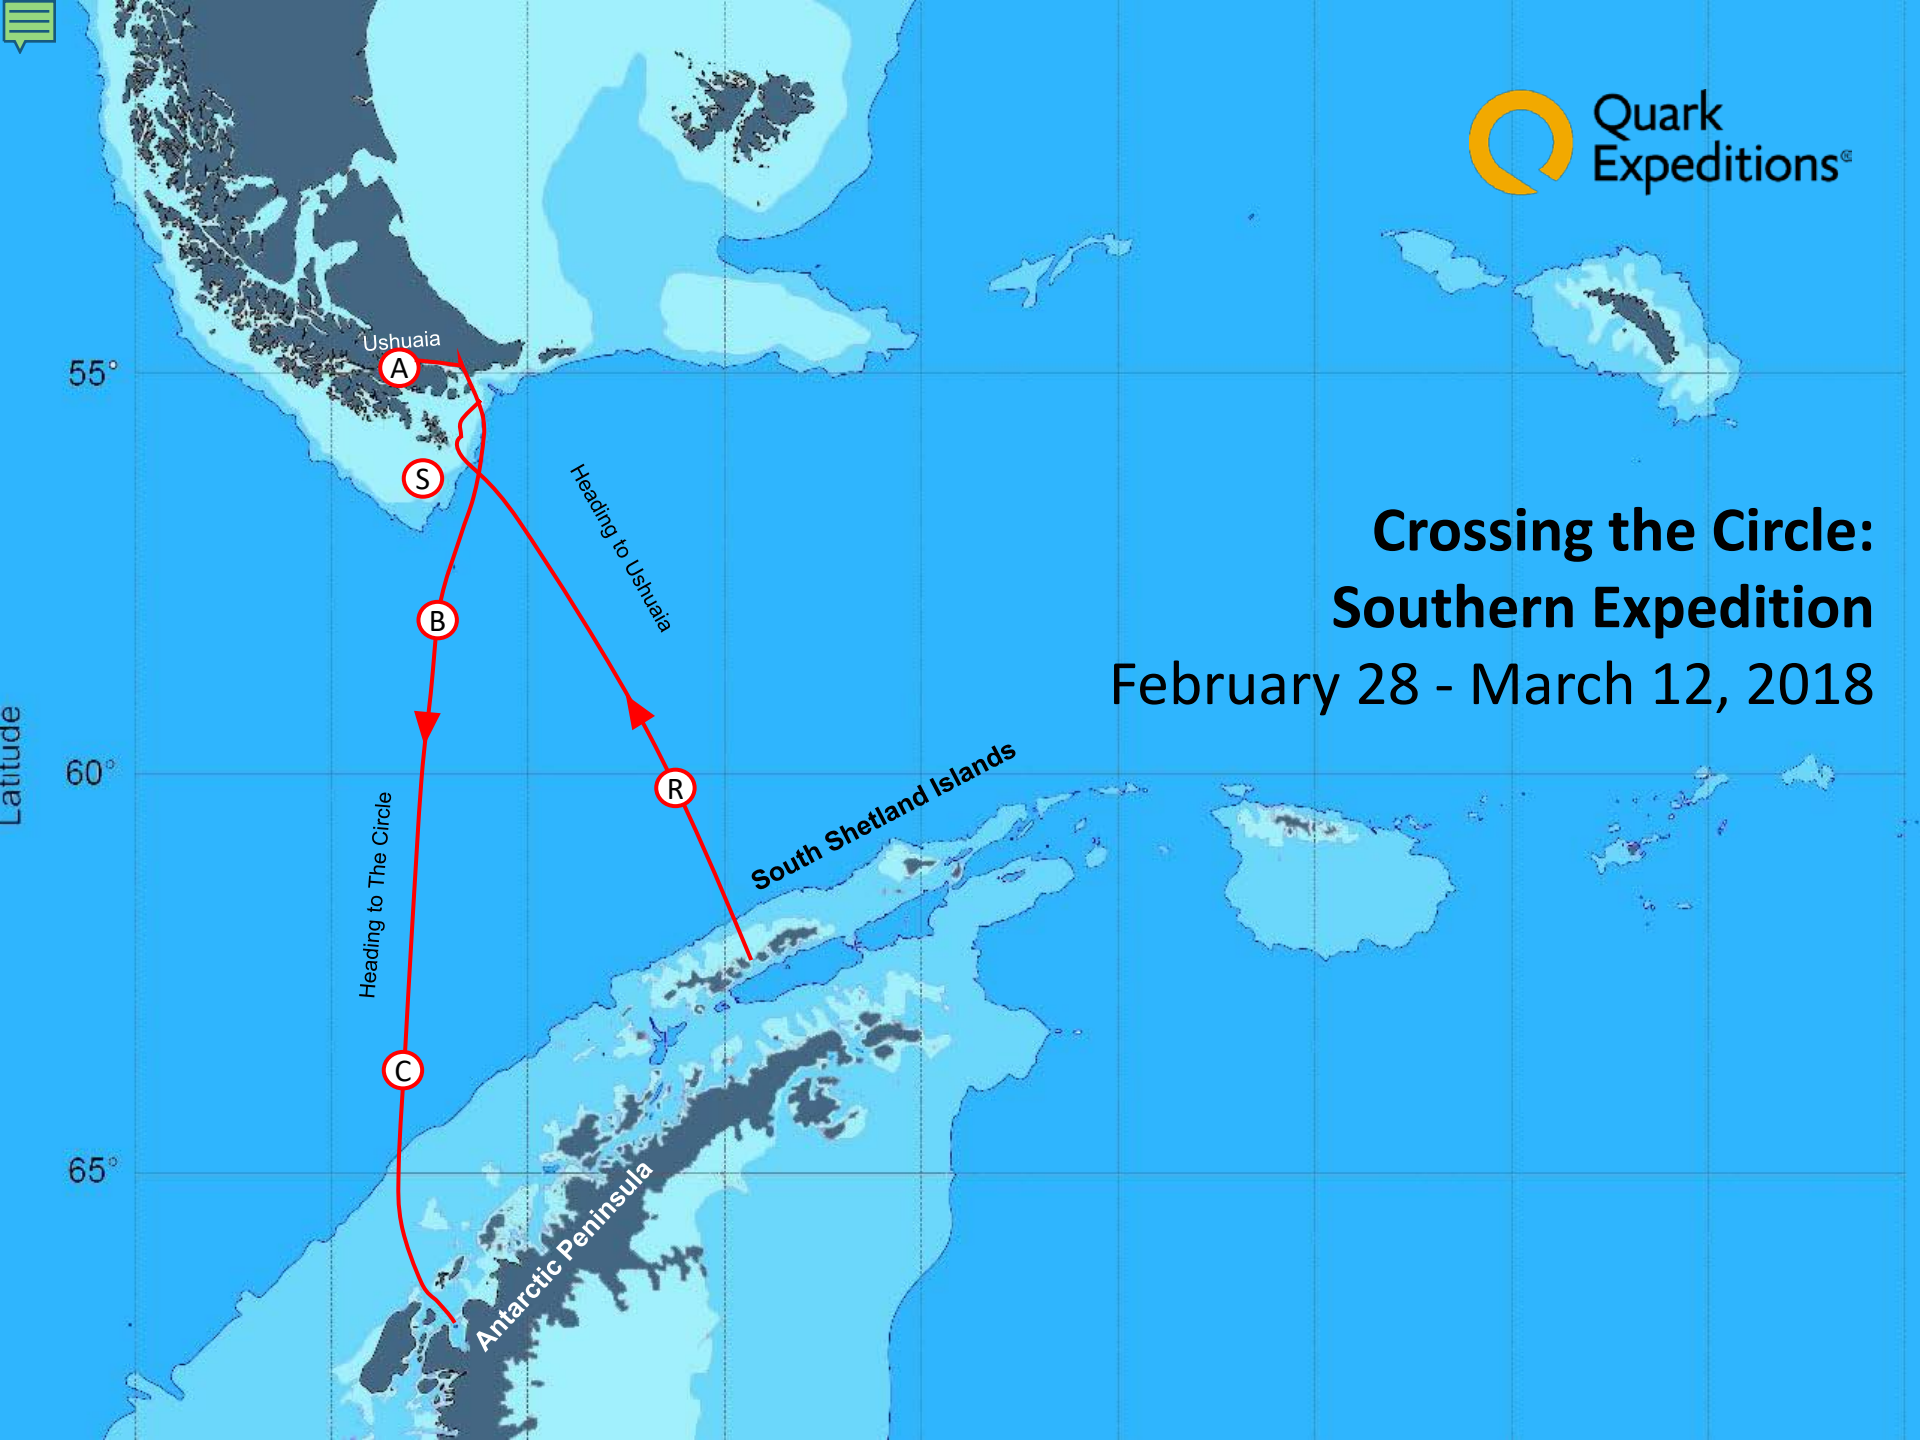 Quark
Expeditions®
Ushuaia
A
55°
S
Heading to Ushuaia
Crossing the Circle:
Southern Expedition
February 28 - March 12, 2018
B
Latitude
60°
R
South Shetland Islands
Heading to The Circle
C
65°
Antarctic Peninsula